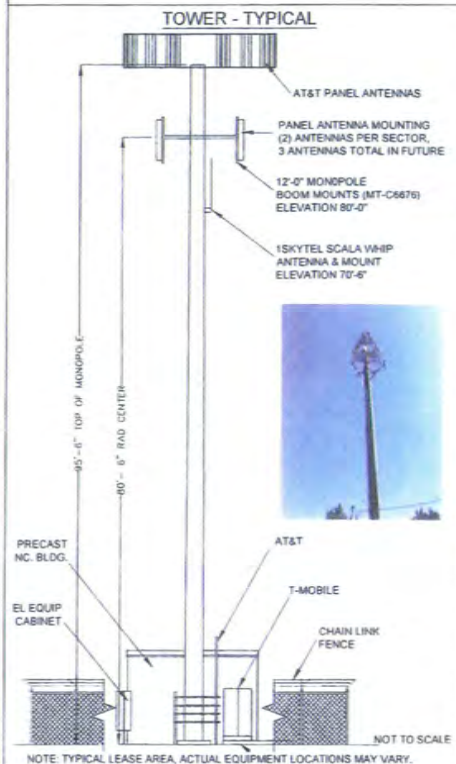 TOWER - TYPICAL
AT&T PANEL ANTENNAS
PANEL ANTENNA MOUNTING
(2) ANTENNAS PER SECTOR,
3 ANTENNAS TOTAL IN FUTURE
12'-0" MONOPOLE
BOOM MOUNTS (MT-C6676)
ELEVATION 80'-0"
1SKYTEL SCALA WHIP
ANTENNA & MOUNT
ELEVATION 70'-6"
95'-6" TOP OF MONOPOLE
80'-6" RAD CENTER
PRECAST
NC. BLDG.
AT&T
T-MOBILE
EL EQUIP
CABINET
CHAIN LINK
FENCE
NOT TO SCALE
NOTE: TYPICAL LEASE AREA, ACTUAL EQUIPMENT LOCATIONS MAY VARY.